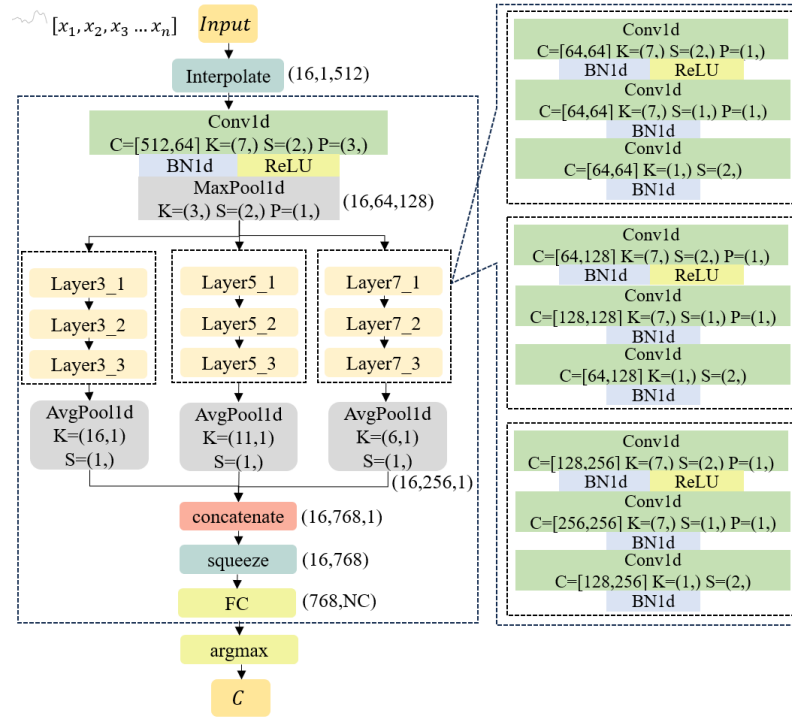 [x₁, x₂, x₃ … xₙ]
Input
Interpolate
(16,1,512)
Conv1d
C=[512,64] K=(7,) S=(2,) P=(3,)
BN1d
ReLU
MaxPool1d
K=(3,) S=(2,) P=(1,)
(16,64,128)
Layer3_1
Layer3_2
Layer3_3
Layer5_1
Layer5_2
Layer5_3
Layer7_1
Layer7_2
Layer7_3
AvgPool1d
K=(16,1)
S=(1,)
AvgPool1d
K=(11,1)
S=(1,)
AvgPool1d
K=(6,1)
S=(1,)
(16,256,1)
concatenate
(16,768,1)
squeeze
(16,768)
FC
(768,NC)
argmax
C
Conv1d
C=[64,64] K=(7,) S=(2,) P=(1,)
BN1d
ReLU
Conv1d
C=[64,64] K=(7,) S=(1,) P=(1,)
BN1d
Conv1d
C=[64,64] K=(1,) S=(2,)
BN1d
Conv1d
C=[64,128] K=(7,) S=(2,) P=(1,)
BN1d
ReLU
Conv1d
C=[128,128] K=(7,) S=(1,) P=(1,)
BN1d
Conv1d
C=[64,128] K=(1,) S=(2,)
BN1d
Conv1d
C=[128,256] K=(7,) S=(2,) P=(1,)
BN1d
ReLU
Conv1d
C=[256,256] K=(7,) S=(1,) P=(1,)
BN1d
Conv1d
C=[128,256] K=(1,) S=(2,)
BN1d